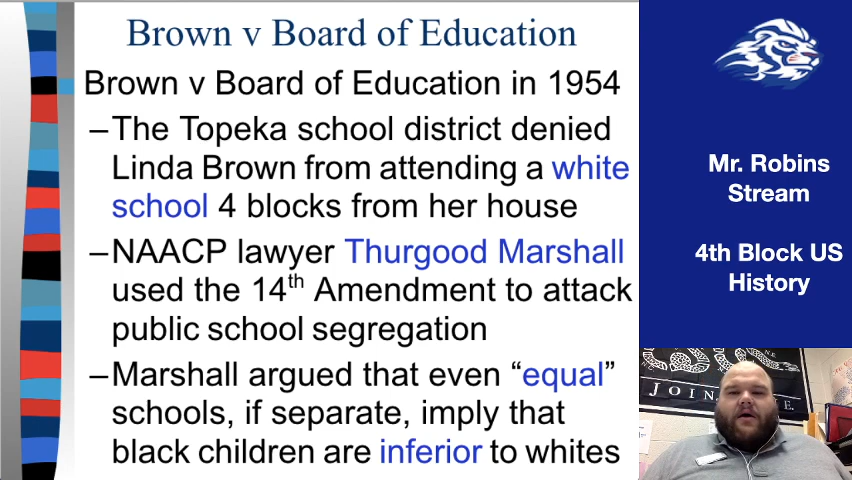 Brown v Board of Education
Brown v Board of Education in 1954
–The Topeka school district denied
Linda Brown from attending a white
school 4 blocks from her house
–NAACP lawyer Thurgood Marshall
used the 14th Amendment to attack
public school segregation
–Marshall argued that even “equal”
schools, if separate, imply that
black children are inferior to whites
Mr. Robins
Stream
4th Block US
History
JOIN